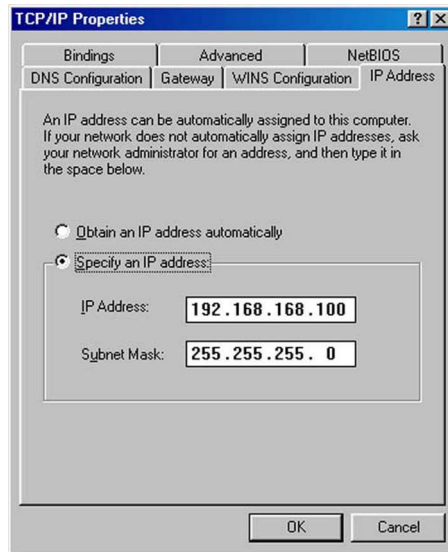 TCP/IP Properties
Bindings Advanced NetBIOS
DNS Configuration Gateway WINS Configuration IP Address
An IP address can be automatically assigned to this computer.
If your network does not automatically assign IP addresses, ask
your network administrator for an address, and then type it in
the space below.
Obtain an IP address automatically
Specify an IP address:
IP Address: 192.168.168.100
Subnet Mask: 255.255.255. 0
OK Cancel